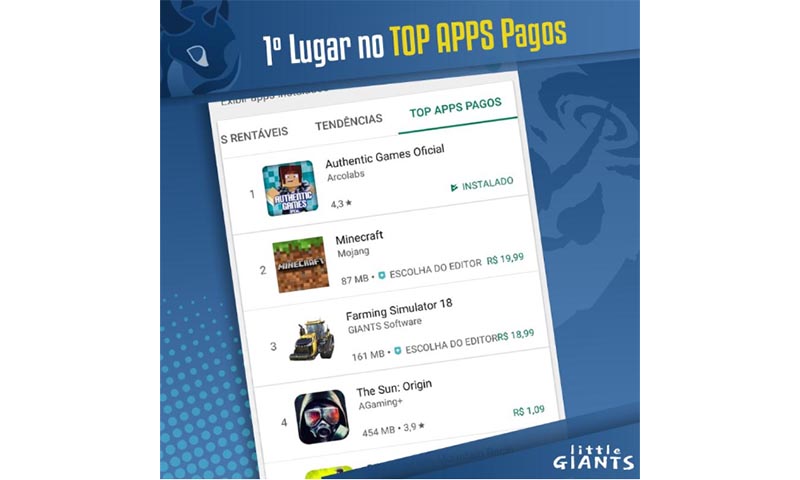 1º Lugar no TOP APPS Pagos
Exibir apps instalados
S RENTÁVEIS TENDÊNCIAS TOP APPS PAGOS
1
AUTHENTIC
GAMES
Authentic Games Oficial
Arcolabs
4,3 ★ INSTALADO
2
MINECRAFT
Minecraft
Mojang
87 MB • ESCOLHA DO EDITOR R$ 19,99
3
Farming Simulator 18
GIANTS Software
161 MB • ESCOLHA DO EDITOR R$ 18,99
4
The Sun: Origin
AGaming+
454 MB • 3,9 ★ R$ 1,09
little
GIANTS